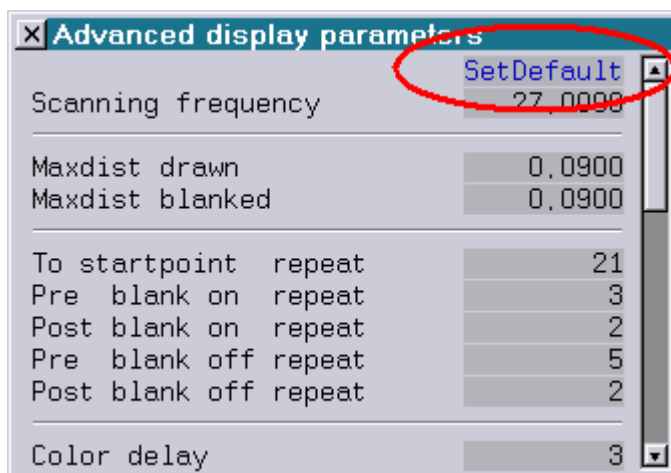 Advanced display parameters
SetDefault
Scanning frequency 27,0000
Maxdist drawn 0,0900
Maxdist blanked 0,0900
To startpoint repeat 21
Pre blank on repeat 3
Post blank on repeat 2
Pre blank off repeat 5
Post blank off repeat 2
Color delay 3